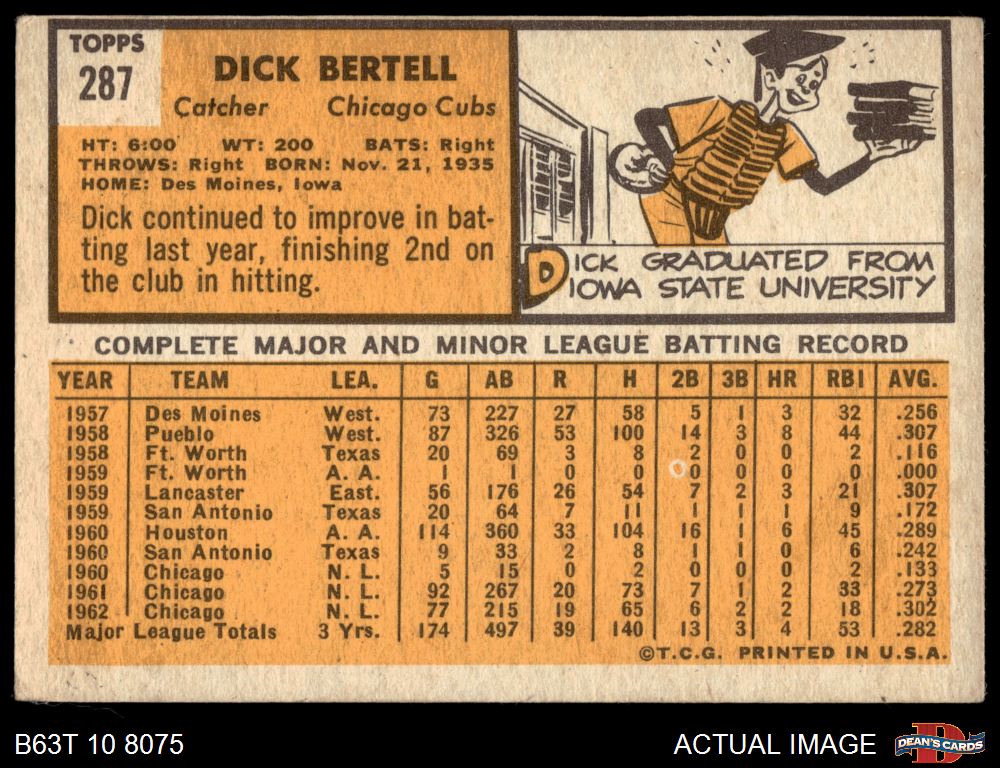 TOPPS
287
DICK BERTELL
Catcher Chicago Cubs
HT: 6:00 WT: 200 BATS: Right
THROWS: Right BORN: Nov. 21, 1935
HOME: Des Moines, Iowa
Dick continued to improve in bat-
ting last year, finishing 2nd on
the club in hitting.
DICK GRADUATED FROM
IOWA STATE UNIVERSITY
COMPLETE MAJOR AND MINOR LEAGUE BATTING RECORD
YEAR TEAM LEA. G AB R H 2B 3B HR RBI AVG.
1957 Des Moines West. 73 227 27 58 5 1 3 32 .256
1958 Pueblo West. 87 326 53 100 14 3 8 44 .307
1958 Ft. Worth Texas 20 69 3 8 2 0 0 2 .116
1959 Ft. Worth A. A. 1 1 0 0 0 0 0 0 .000
1959 Lancaster East. 56 176 26 54 7 2 3 21 .307
1959 San Antonio Texas 20 64 7 11 1 1 1 9 .172
1960 Houston A. A. 114 360 33 104 16 1 6 45 .289
1960 San Antonio Texas 9 33 2 8 1 1 0 6 .242
1960 Chicago N. L. 5 15 0 2 0 0 0 2 .133
1961 Chicago N. L. 92 267 20 73 7 1 2 33 .273
1962 Chicago N. L. 77 215 19 65 6 2 2 18 .302
Major League Totals 3 Yrs. 174 497 39 140 13 3 4 53 .282
©T.C.G. PRINTED IN U.S.A.
B63T 10 8075
ACTUAL IMAGE
DEAN'S CARDS